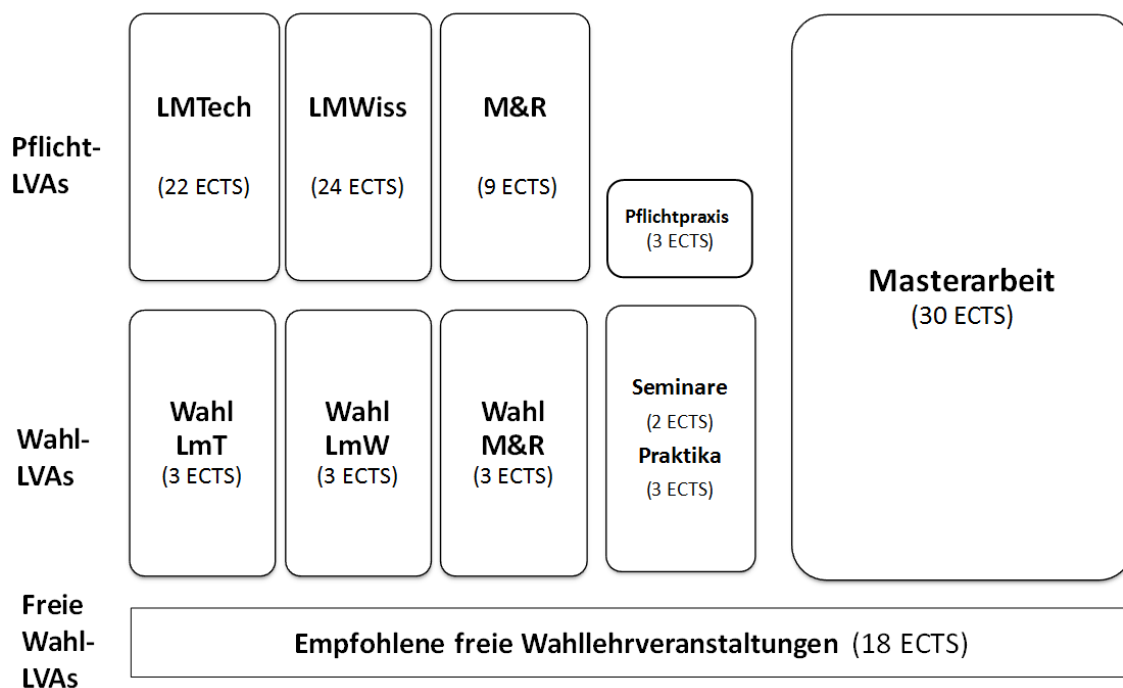 Pflicht-
LVAs
LMTech
(22 ECTS)
LMWiss
(24 ECTS)
M&R
(9 ECTS)
Pflichtpraxis
(3 ECTS)
Masterarbeit
(30 ECTS)
Wahl-
LVAs
Wahl
LmT
(3 ECTS)
Wahl
LmW
(3 ECTS)
Wahl
M&R
(3 ECTS)
Seminare
(2 ECTS)
Praktika
(3 ECTS)
Freie
Wahl-
LVAs
Empfohlene freie Wahllehrveranstaltungen (18 ECTS)